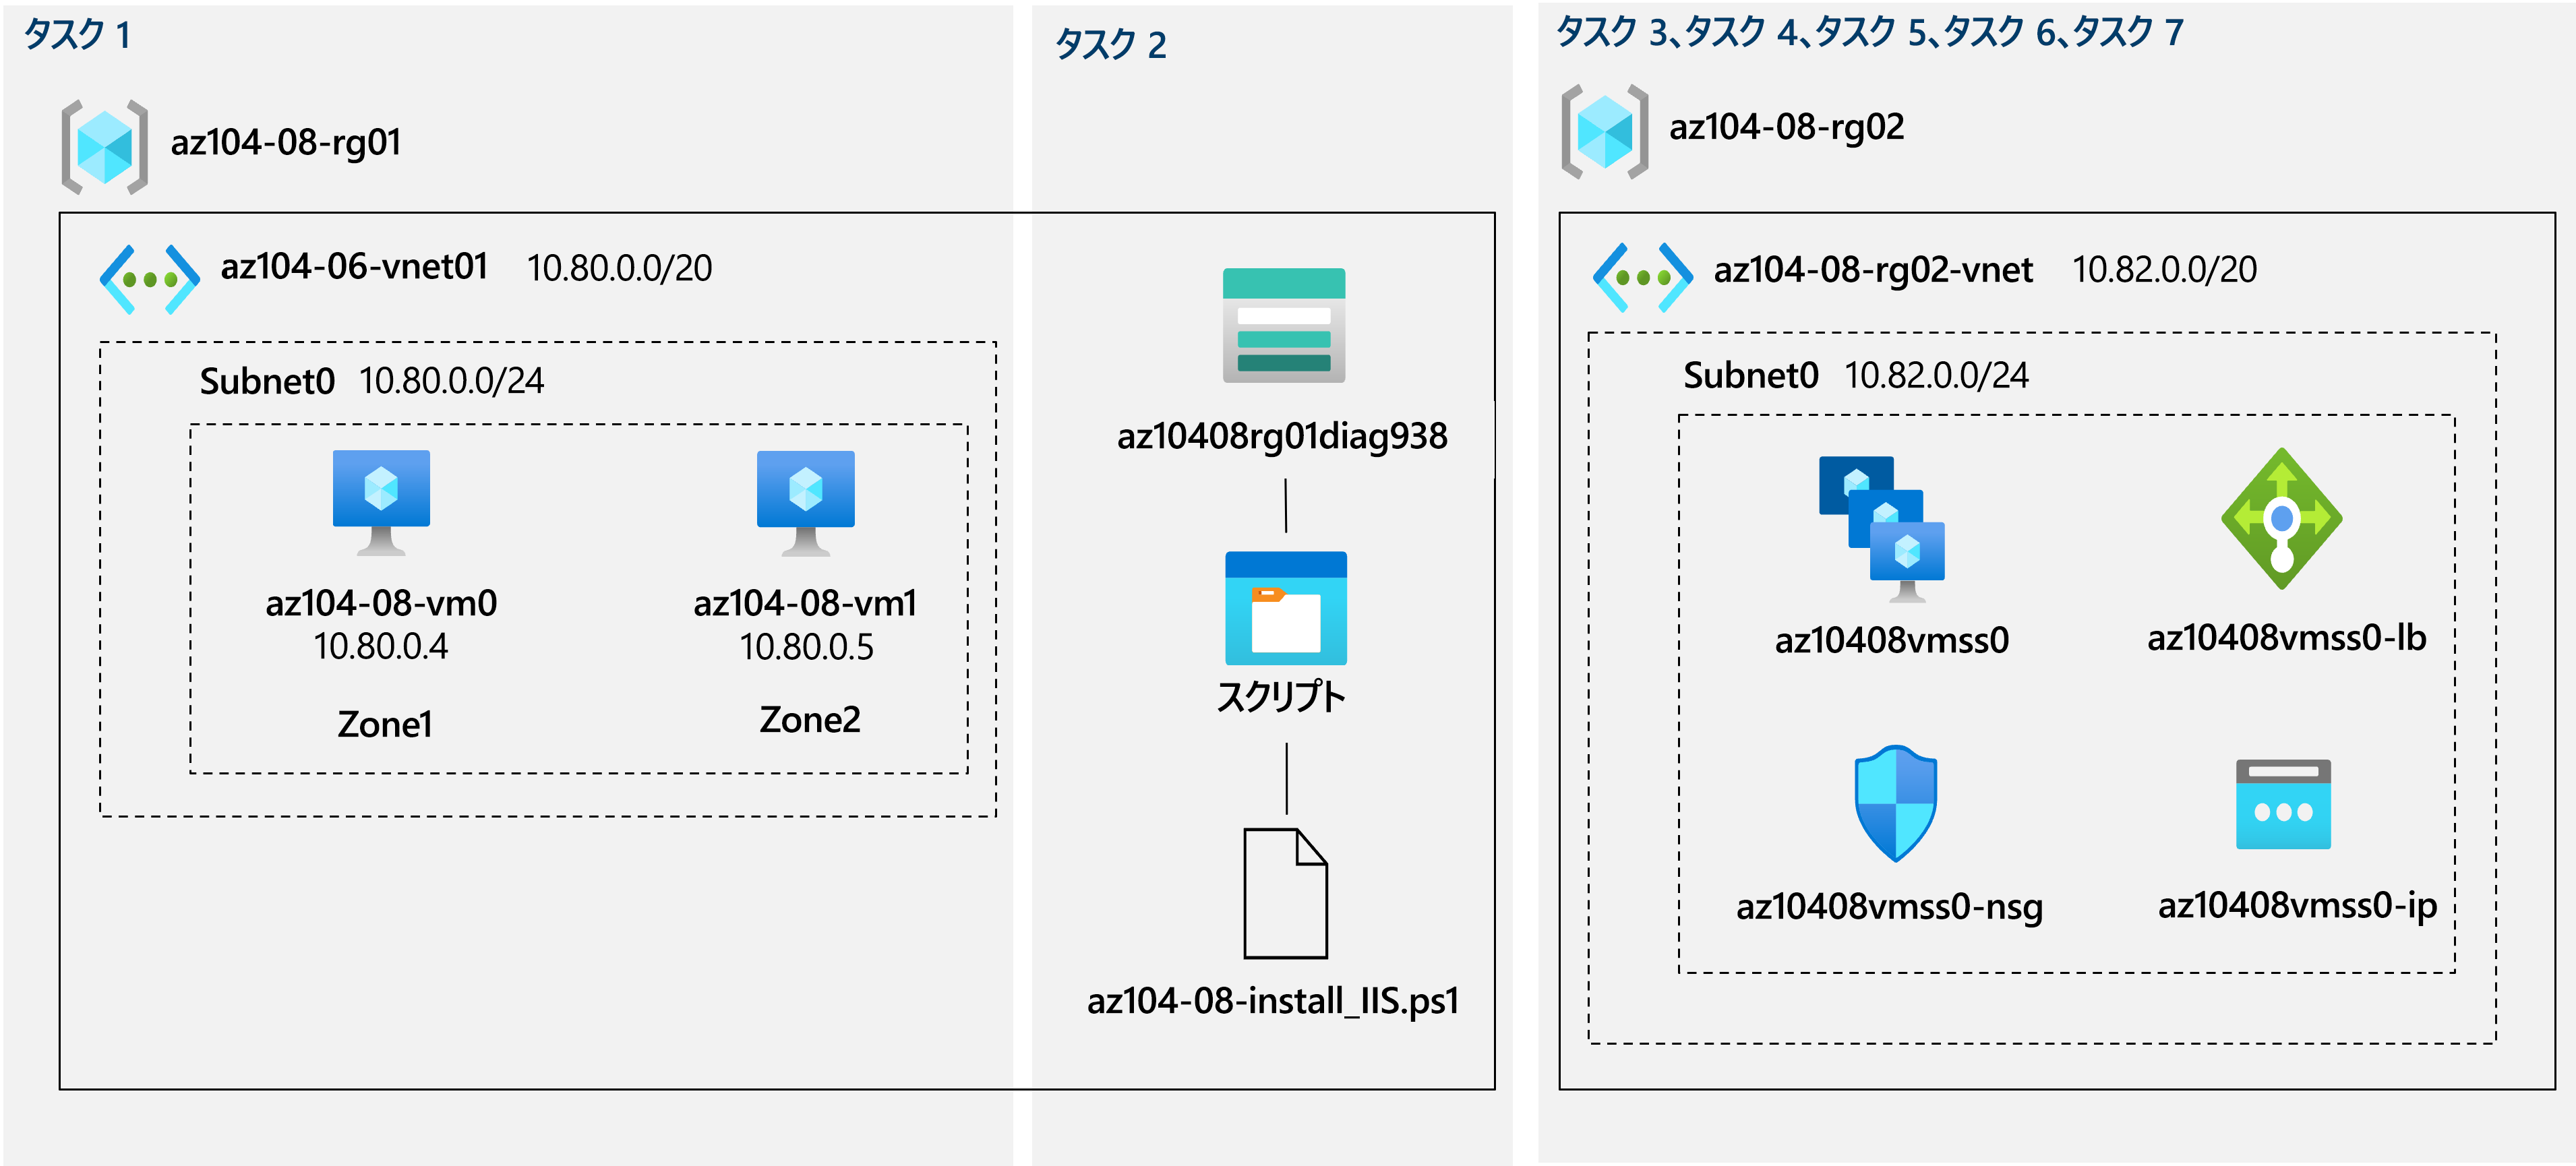 タスク 1
az104-08-rg01
az104-06-vnet01 10.80.0.0/20
Subnet0 10.80.0.0/24
az104-08-vm0
10.80.0.4
Zone1
az104-08-vm1
10.80.0.5
Zone2
タスク 2
az10408rg01diag938
スクリプト
az104-08-install_IIS.ps1
タスク 3、タスク 4、タスク 5、タスク 6、タスク 7
az104-08-rg02
az104-08-rg02-vnet 10.82.0.0/20
Subnet0 10.82.0.0/24
az10408vmss0
az10408vmss0-lb
az10408vmss0-nsg
az10408vmss0-ip